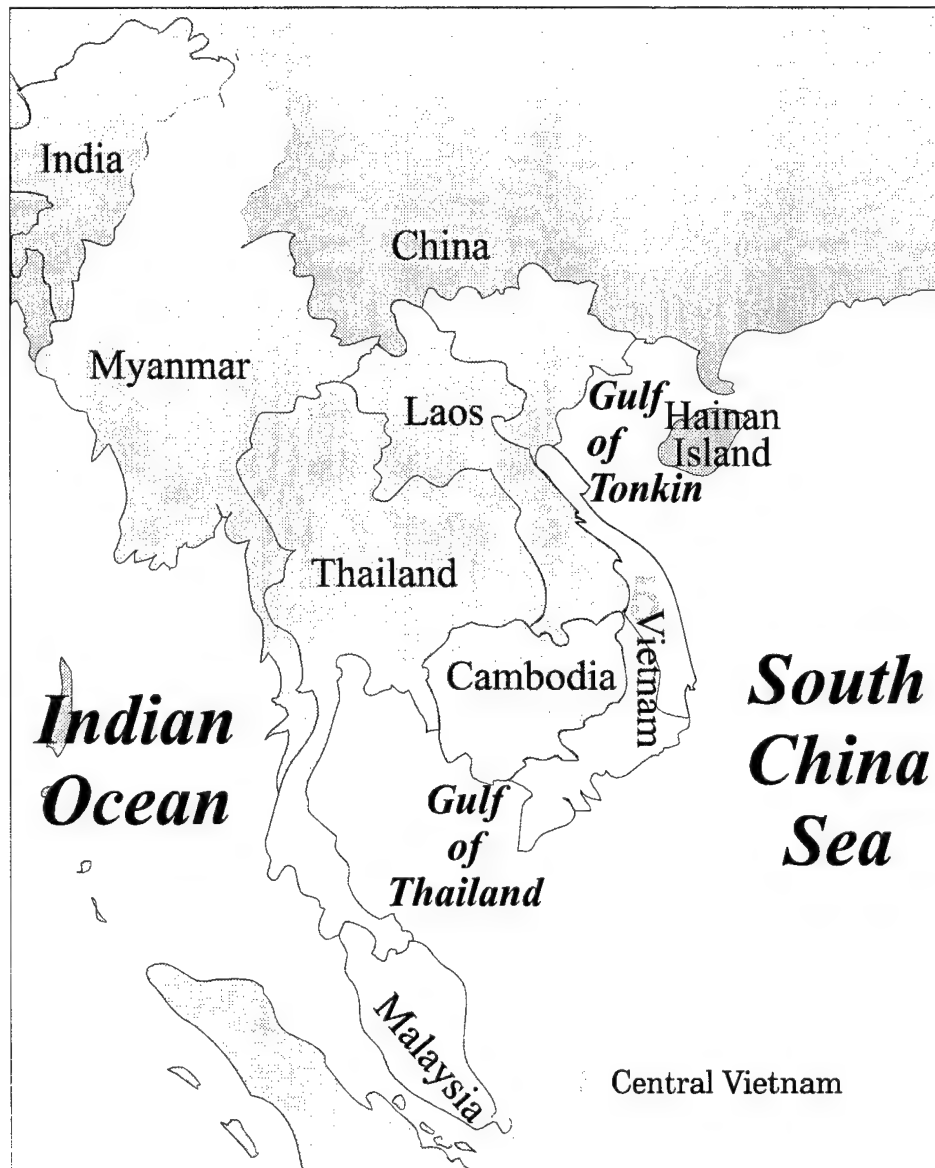 India
China
Myanmar
Laos
Gulf
of
Tonkin
Hainan
Island
Thailand
Vietnam
Cambodia
Indian
Ocean
South
China
Sea
Gulf
of
Thailand
Malaysia
Central Vietnam